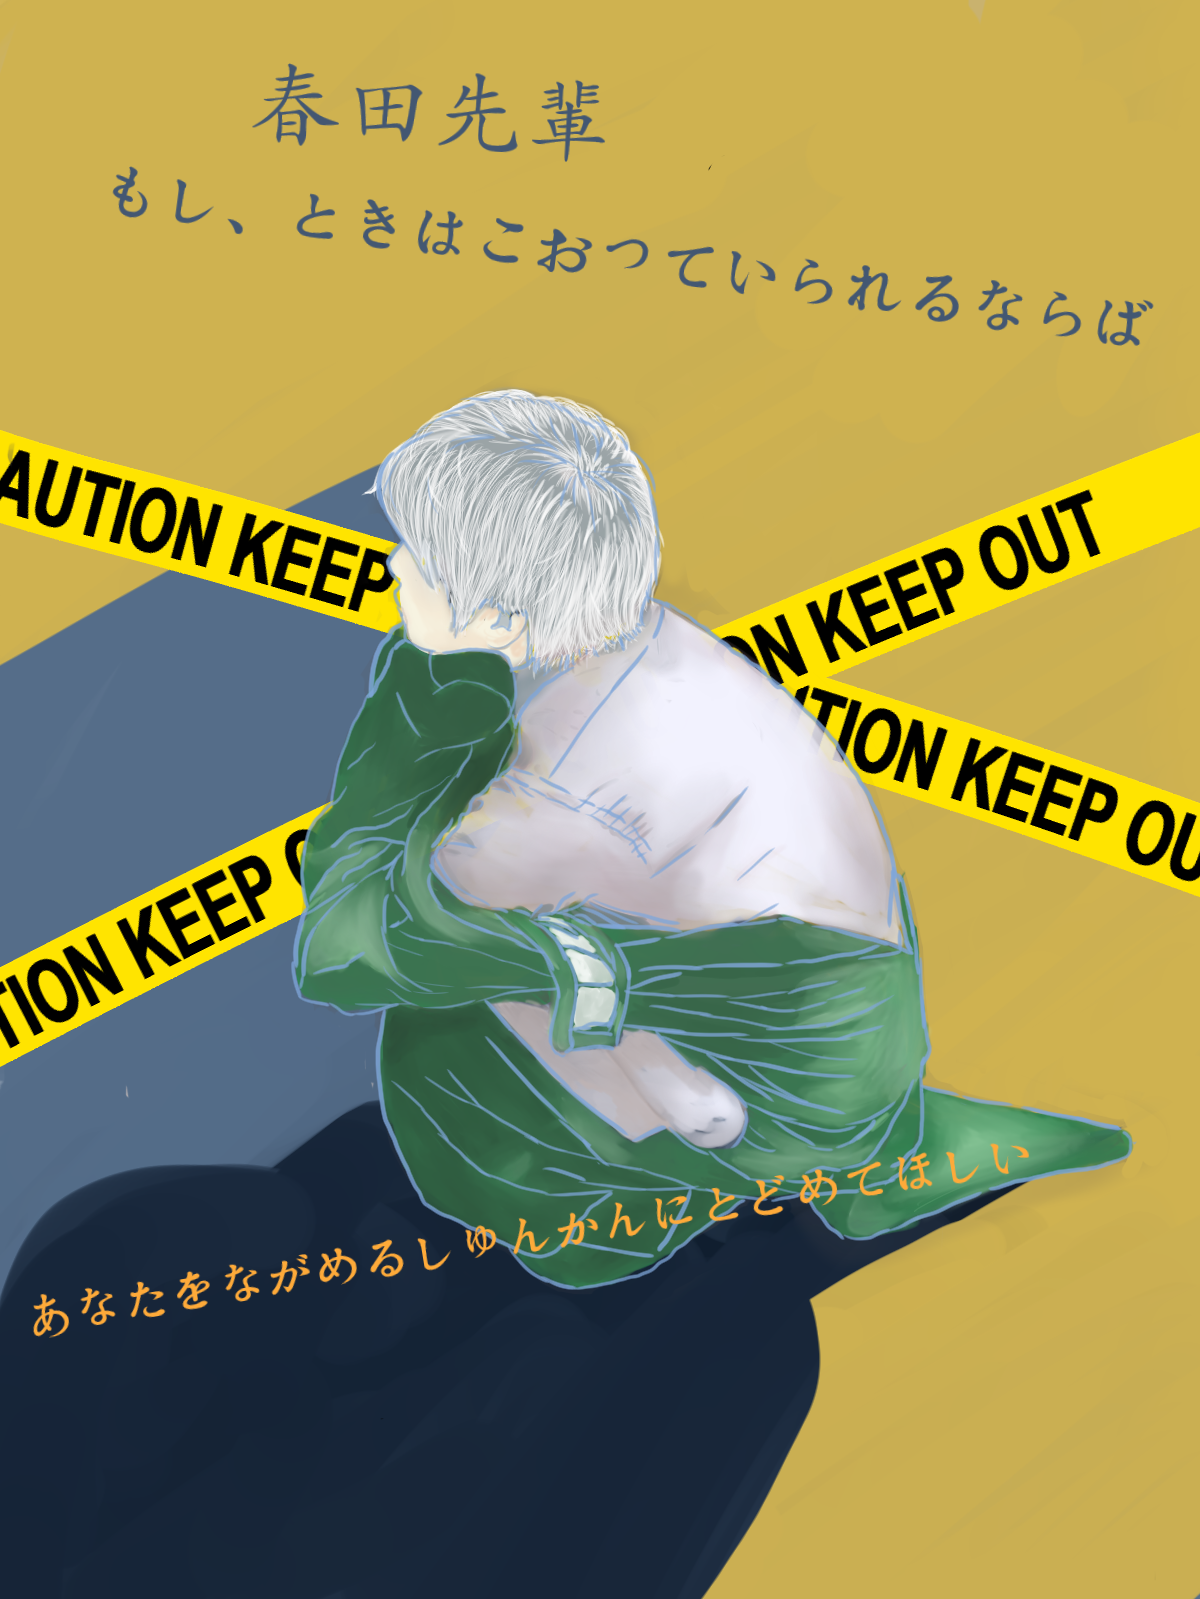 春田先輩
もし、ときはこおつていられるならば
AUTION KEEP
ON KEEP OUT
TION KEEP OU
TION KEEP O
あなたをながめるしゅんかんにとどめてほしい